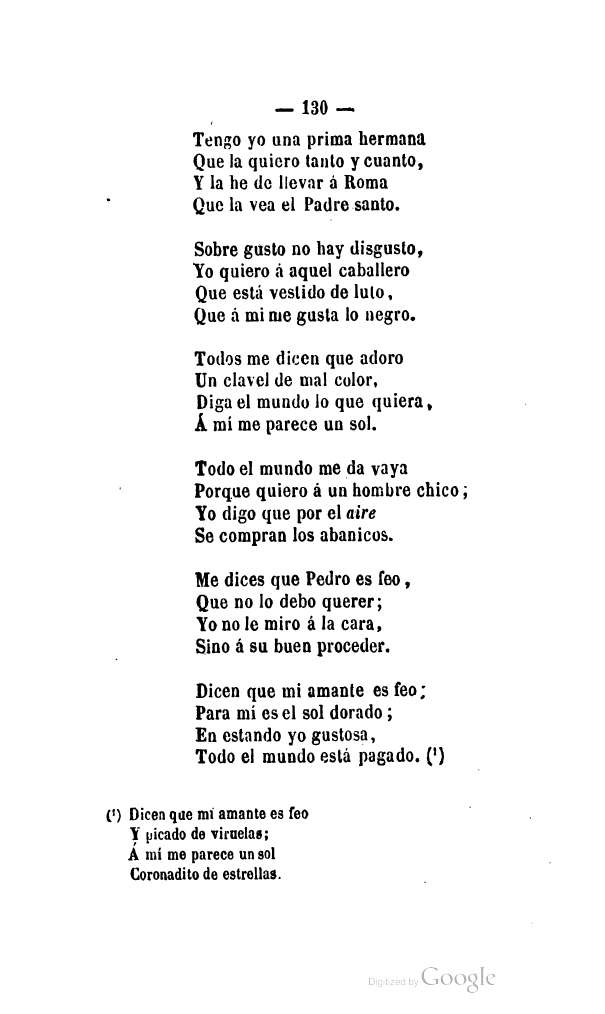 — 130 —
Tengo yo una prima hermana
Que la quiero tanto y cuanto,
Y la he de llevar á Roma
Que la vea el Padre santo.
Sobre gusto no hay disgusto,
Yo quiero á aquel caballero
Que está vestido de luto,
Que á mi me gusta lo negro.
Todos me dicen que adoro
Un clavel de mal color,
Diga el mundo lo que quiera,
Á mí me parece un sol.
Todo el mundo me da vaya
Porque quiero á un hombre chico;
Yo digo que por el aire
Se compran los abanicos.
Me dices que Pedro es feo,
Que no lo debo querer;
Yo no le miro á la cara,
Sino á su buen proceder.
Dicen que mi amante es feo;
Para mí es el sol dorado;
En estando yo gustosa,
Todo el mundo está pagado. (¹)
(¹) Dicen que mi amante es feo
Y picado de viruelas;
Á mí me parece un sol
Coronadito de estrellas.
Digitized by Google